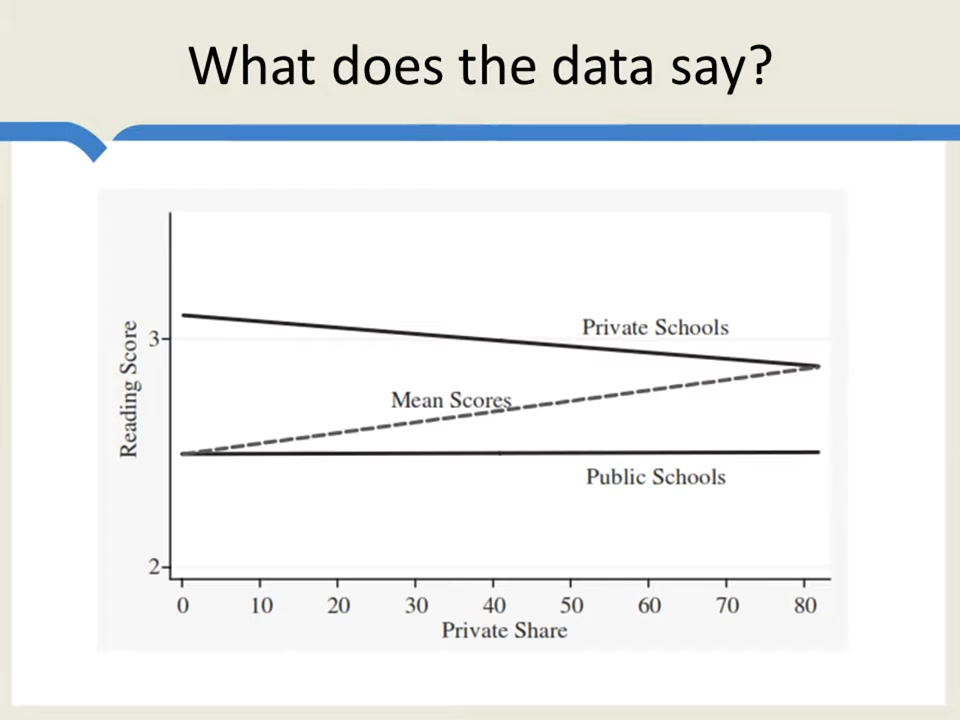 What does the data say?
Reading Score
3
2
Private Schools
Mean Scores
Public Schools
0 10 20 30 40 50 60 70 80
Private Share